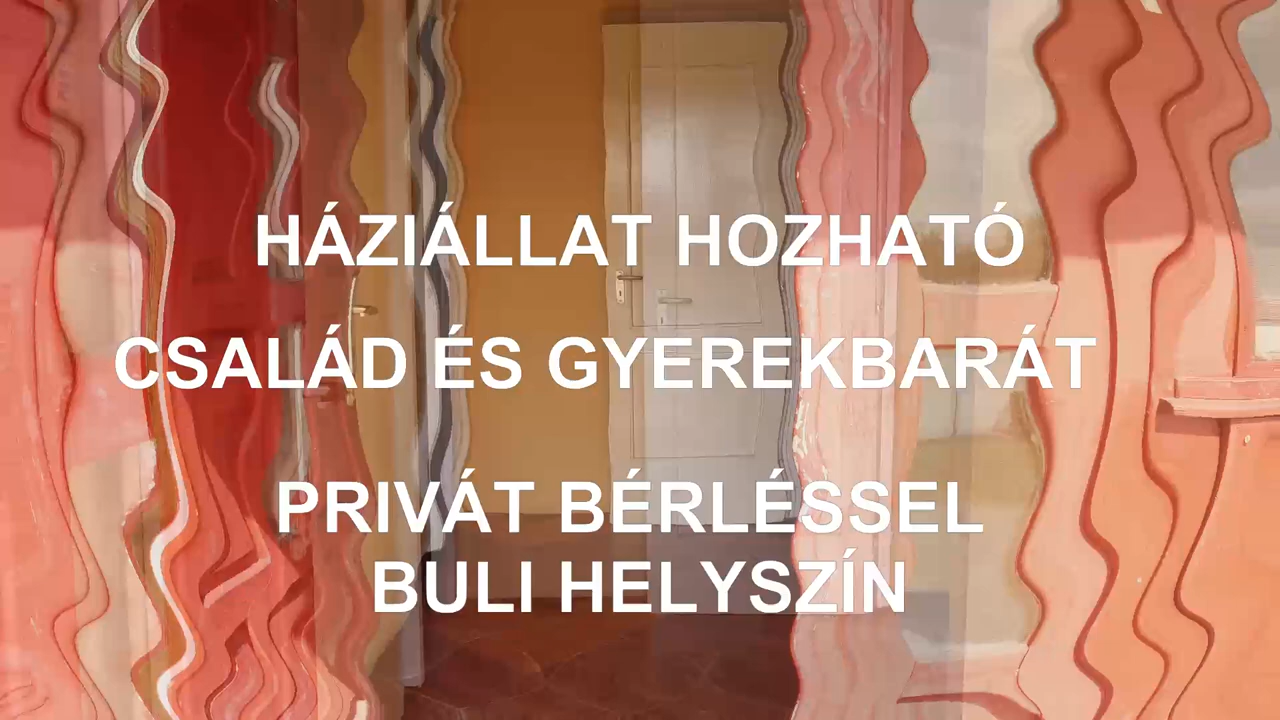 HÁZIÁLLAT HOZHATÓ
CSALÁD ÉS GYEREKBARÁT
PRIVÁT BÉRLÉSSEL
BULI HELYSZÍN